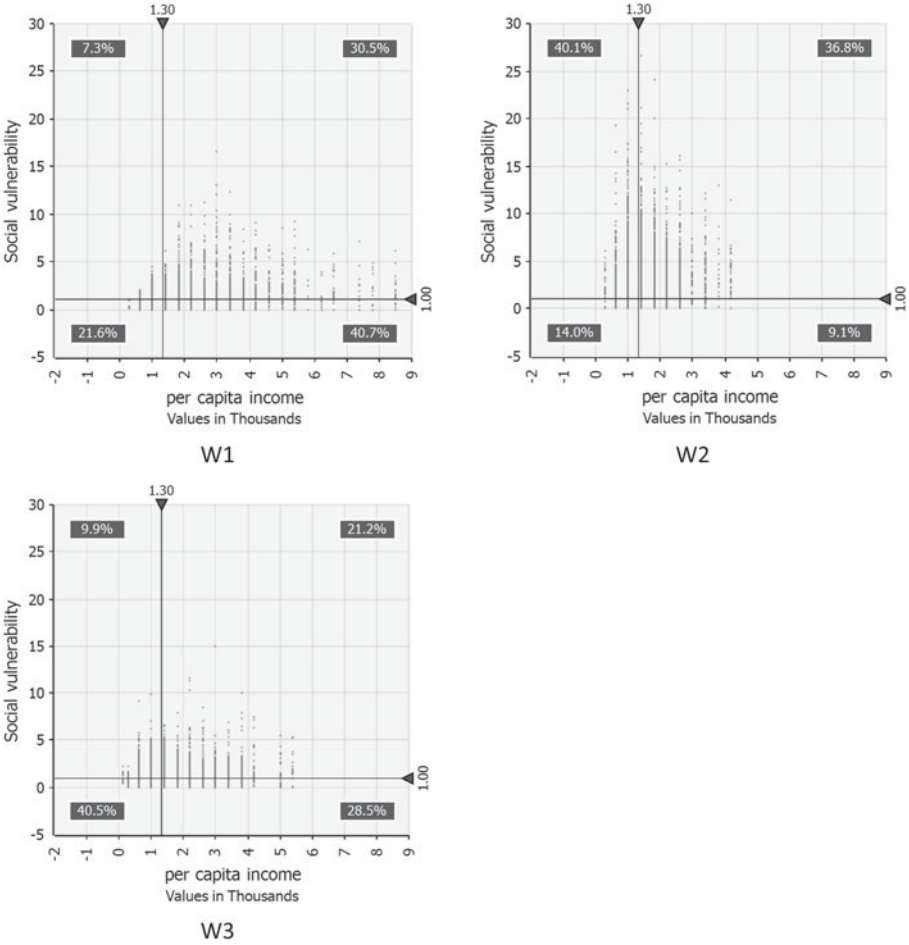 1.30
30
7.3%
30.5%
25
20
15
10
5
0
21.6%
40.7%
-5
Social vulnerability
1.00
-2 -1 0 1 2 3 4 5 6 7 8 9
per capita income
Values in Thousands
W1
1.30
30
40.1%
36.8%
25
20
15
10
5
0
14.0%
9.1%
-5
Social vulnerability
1.00
-2 -1 0 1 2 3 4 5 6 7 8 9
per capita income
Values in Thousands
W2
1.30
30
9.9%
21.2%
25
20
15
10
5
0
40.5%
28.5%
-5
Social vulnerability
1.00
-2 -1 0 1 2 3 4 5 6 7 8 9
per capita income
Values in Thousands
W3